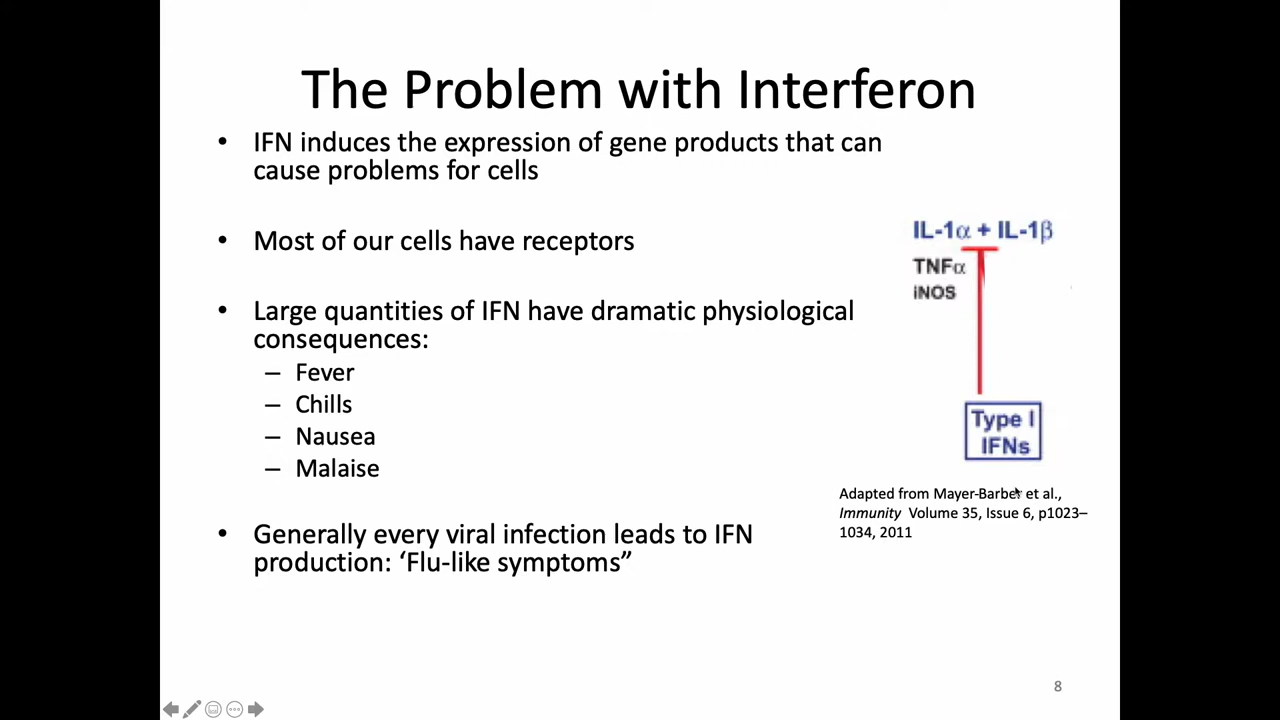 The Problem with Interferon
• IFN induces the expression of gene products that can
cause problems for cells
• Most of our cells have receptors
• Large quantities of IFN have dramatic physiological
consequences:
– Fever
– Chills
– Nausea
– Malaise
• Generally every viral infection leads to IFN
production: ‘Flu-like symptoms”
IL-1α + IL-1β
TNFα
iNOS
Type I
IFNs
Adapted from Mayer-Barber et al.,
Immunity Volume 35, Issue 6, p1023–
1034, 2011
8